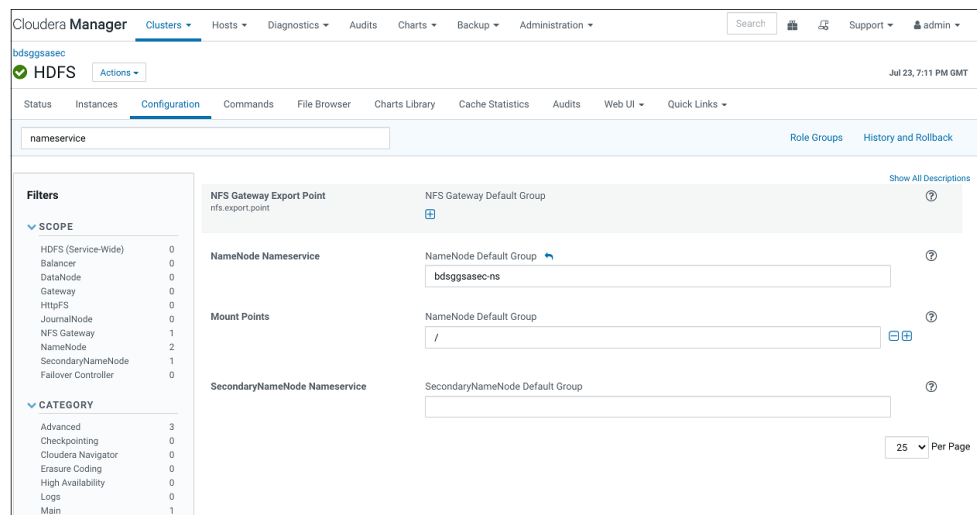 Cloudera Manager Clusters Hosts Diagnostics Audits Charts Backup Administration Search Support admin
bdsggsasec
HDFS Actions Jul 23, 7:11 PM GMT
Status Instances Configuration Commands File Browser Charts Library Cache Statistics Audits Web UI Quick Links
nameservice Role Groups History and Rollback
Show All Descriptions
Filters
SCOPE
HDFS (Service-Wide) 0
Balancer 0
DataNode 0
Gateway 0
HttpFS 0
JournalNode 0
NFS Gateway 1
NameNode 2
SecondaryNameNode 1
Failover Controller 0
CATEGORY
Advanced 3
Checkpointing 0
Cloudera Navigator 0
Erasure Coding 0
High Availability 0
Logs 0
Main 1
NFS Gateway Export Point NFS Gateway Default Group
nfs.export.point
NameNode Nameservice NameNode Default Group
bdsggsasec-ns
Mount Points NameNode Default Group
/
SecondaryNameNode Nameservice SecondaryNameNode Default Group
25 Per Page